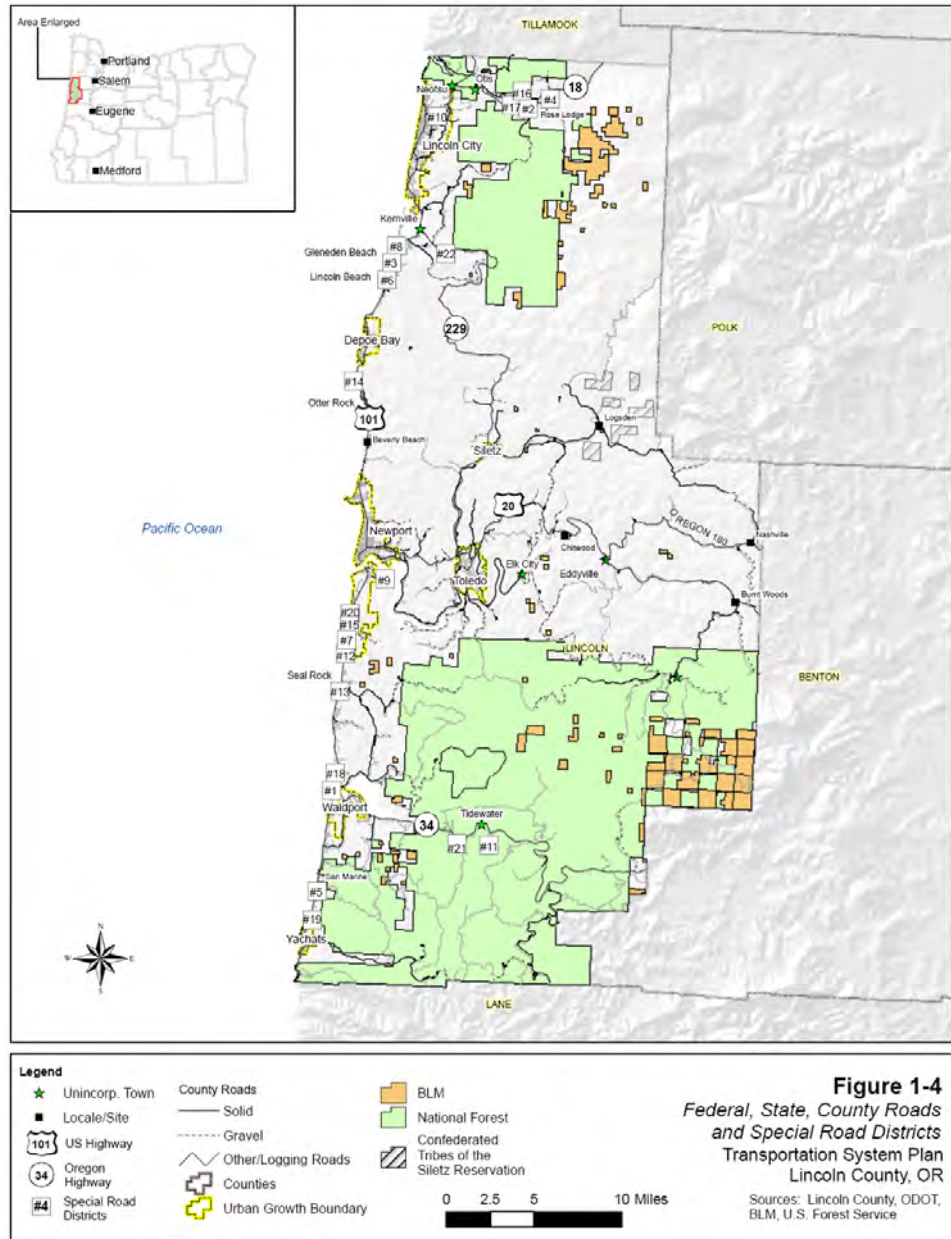 Area Enlarged
Portland
Salem
Eugene
Medford
TILLAMOOK
Neotsu
Otis
18
#16
#4
#17
#2
Rose Lodge
#10
Lincoln City
Kernville
#8
Gleneden Beach
#22
#3
Lincoln Beach
#6
229
POLK
Depoe Bay
#14
Otter Rock
101
Logsden
Beverly Beach
Siletz
20
OREGON 180
Pacific Ocean
Newport
Chitwood
Nashville
Elk City
Eddyville
Toledo
#9
Burnt Woods
#20
#15
#7
LINCOLN
#12
BENTON
Seal Rock
#13
#18
#1
Waldport
Tidewater
34
#21
#11
San Marine
#5
#19
Yachats
N
W
E
S
LANE
Legend
Unincorp. Town
Locale/Site
101 US Highway
34 Oregon
Highway
#4 Special Road
Districts
County Roads
Solid
Gravel
Other/Logging Roads
Counties
Urban Growth Boundary
BLM
National Forest
Confederated
Tribes of the
Siletz Reservation
0 2.5 5 10 Miles
Figure 1-4
Federal, State, County Roads
and Special Road Districts
Transportation System Plan
Lincoln County, OR
Sources: Lincoln County, ODOT,
BLM, U.S. Forest Service